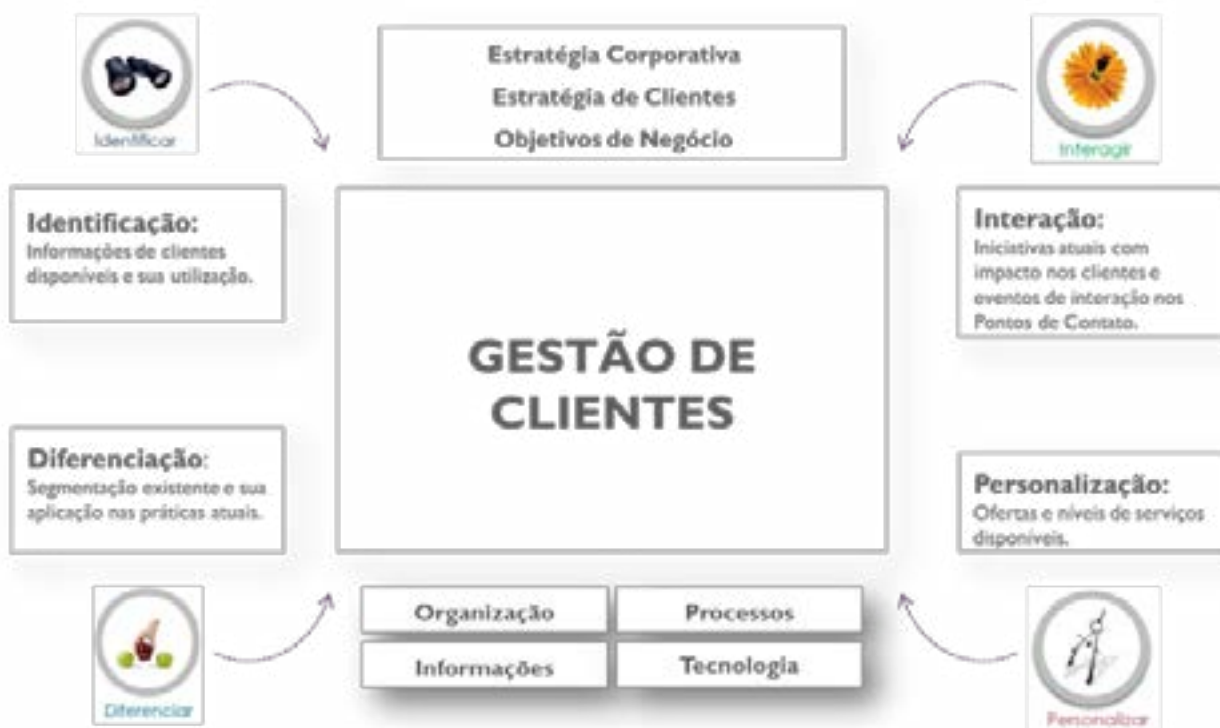 Identificar
Estratégia Corporativa
Estratégia de Clientes
Objetivos de Negócio
Interagir
Identificação:
Informações de clientes
disponíveis e sua utilização.
Interação:
Iniciativas atuais com
impacto nos clientes e
eventos de interação nos
Pontos de Contato.
GESTÃO DE
CLIENTES
Diferenciação:
Segmentação existente e sua
aplicação nas práticas atuais.
Personalização:
Ofertas e níveis de serviços
disponíveis.
Organização
Processos
Informações
Tecnologia
Diferenciar
Personalizar